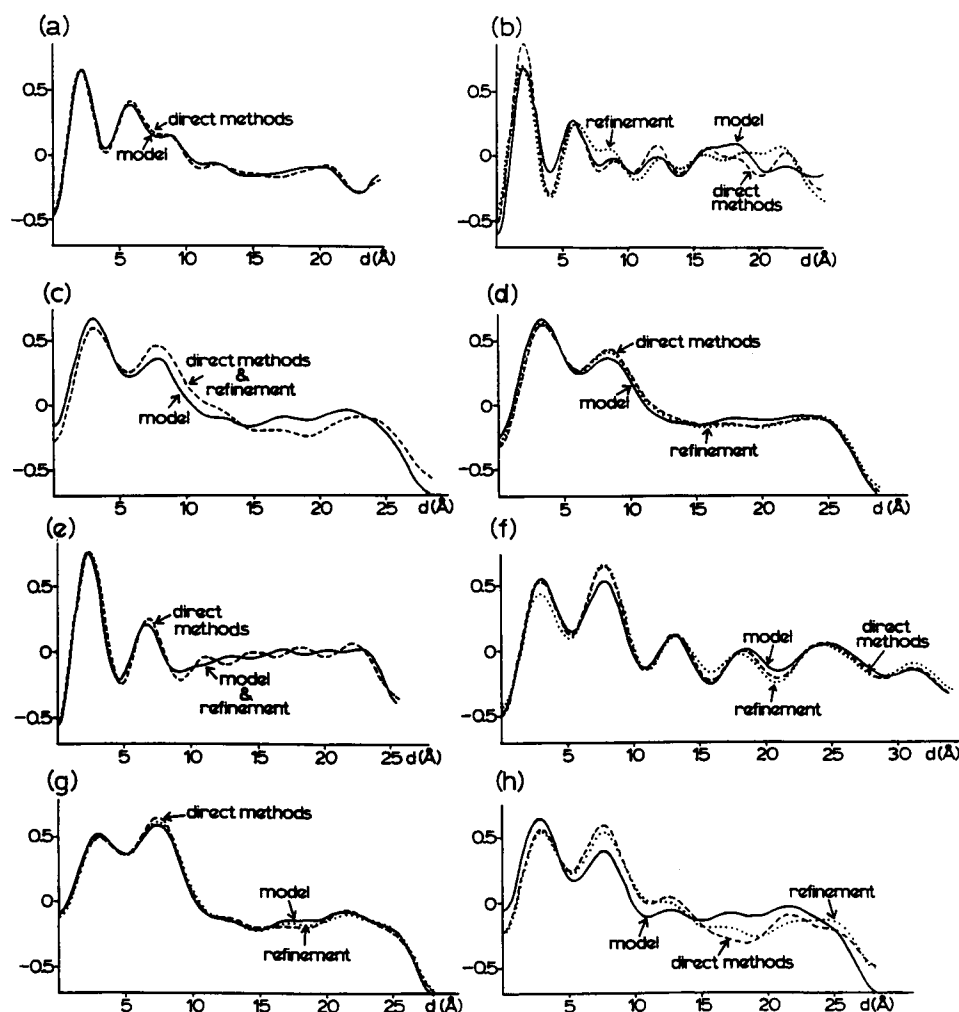 (a)
0.5
0
-0.5
direct methods
model
5
10
15
20
d(Å)
(b)
0.5
0
-0.5
refinement
model
direct
methods
5
10
15
20
d(Å)
(c)
0.5
0
-0.5
direct methods
&
refinement
model
5
10
15
20
25
d(Å)
(d)
0.5
0
-0.5
direct methods
model
refinement
5
10
15
20
25
d(Å)
(e)
0.5
0
-0.5
direct
methods
model
&
refinement
5
10
15
20
25
d(Å)
(f)
0.5
0
-0.5
model
direct
methods
refinement
5
10
15
20
25
30
d(Å)
(g)
0.5
0
-0.5
direct methods
model
refinement
5
10
15
20
25
d(Å)
(h)
0.5
0
-0.5
refinement
model
direct methods
5
10
15
20
25
d(Å)